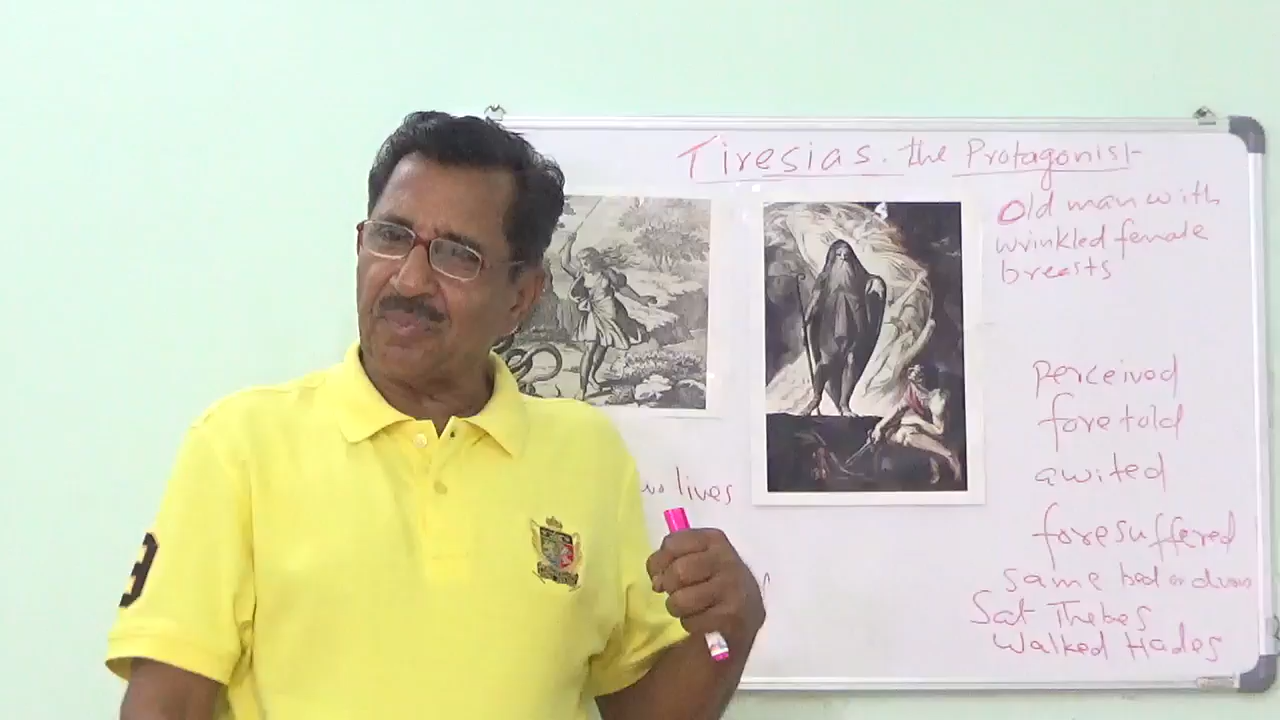 Tiresias. the Protagonist
Old man with
wrinkled female
breasts
perceived
foretold
awited
foresuffered
same bed or divan
Sat Thebes
Walked Hades
lives